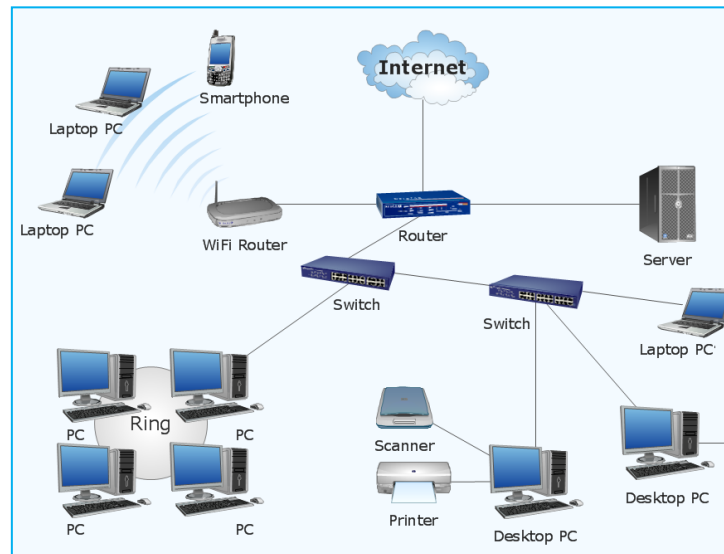 Internet
Smartphone
Laptop PC
Laptop PC
WiFi Router
Router
Server
Switch
Switch
Laptop PC
Ring
PC
PC
PC
PC
Scanner
Printer
Desktop PC
Desktop PC